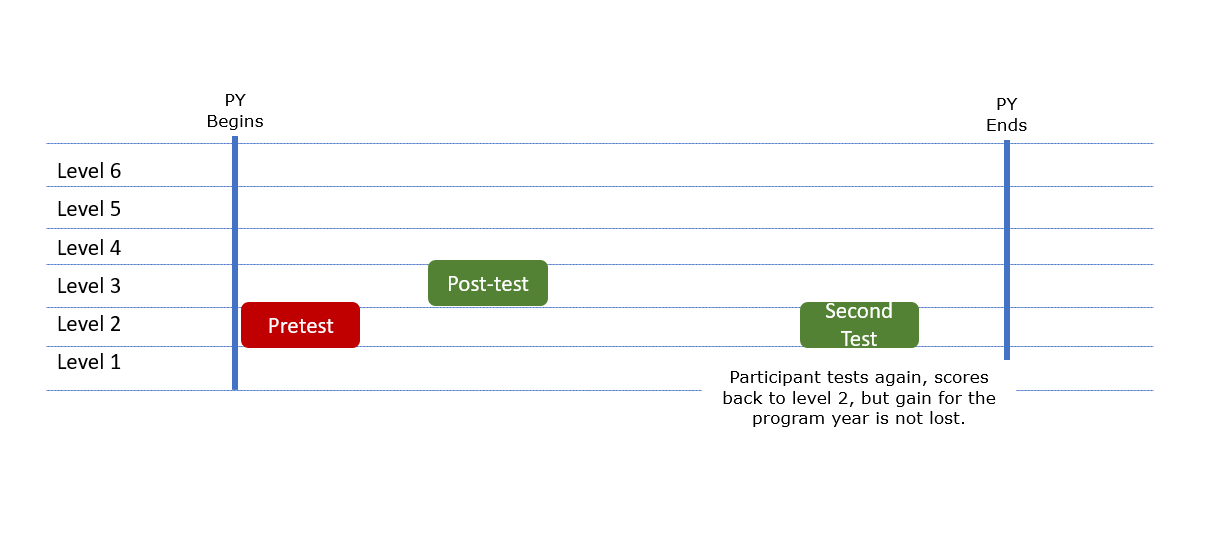 PY
Begins
PY
Ends
Level 6
Level 5
Level 4
Level 3
Post-test
Level 2
Pretest
Second
Test
Level 1
Participant tests again, scores
back to level 2, but gain for the
program year is not lost.